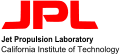 JPL
Jet Propulsion Laboratory
California Institute of Technology